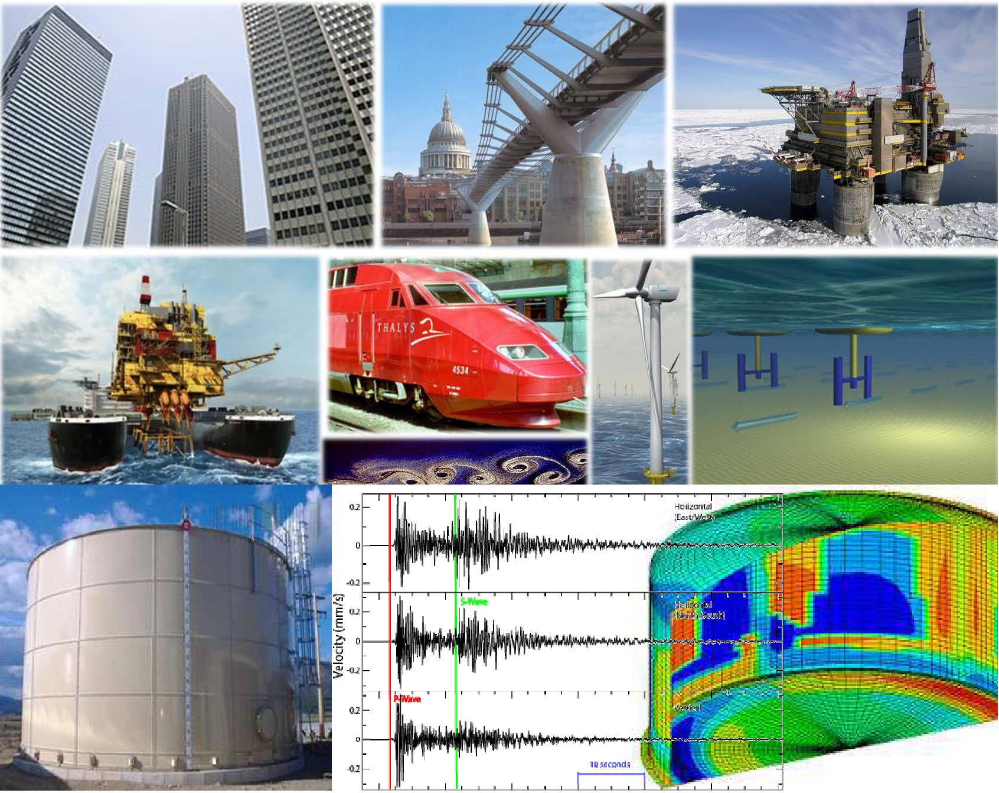 THALYS
4534
0.2
0
-0.2
Horizontal
(East/West)
Velocity (mm/s)
0.2
0
-0.2
S-Wave
Horizontal
(North/South)
P-Wave
0.2
0
-0.2
Vertical
10 seconds